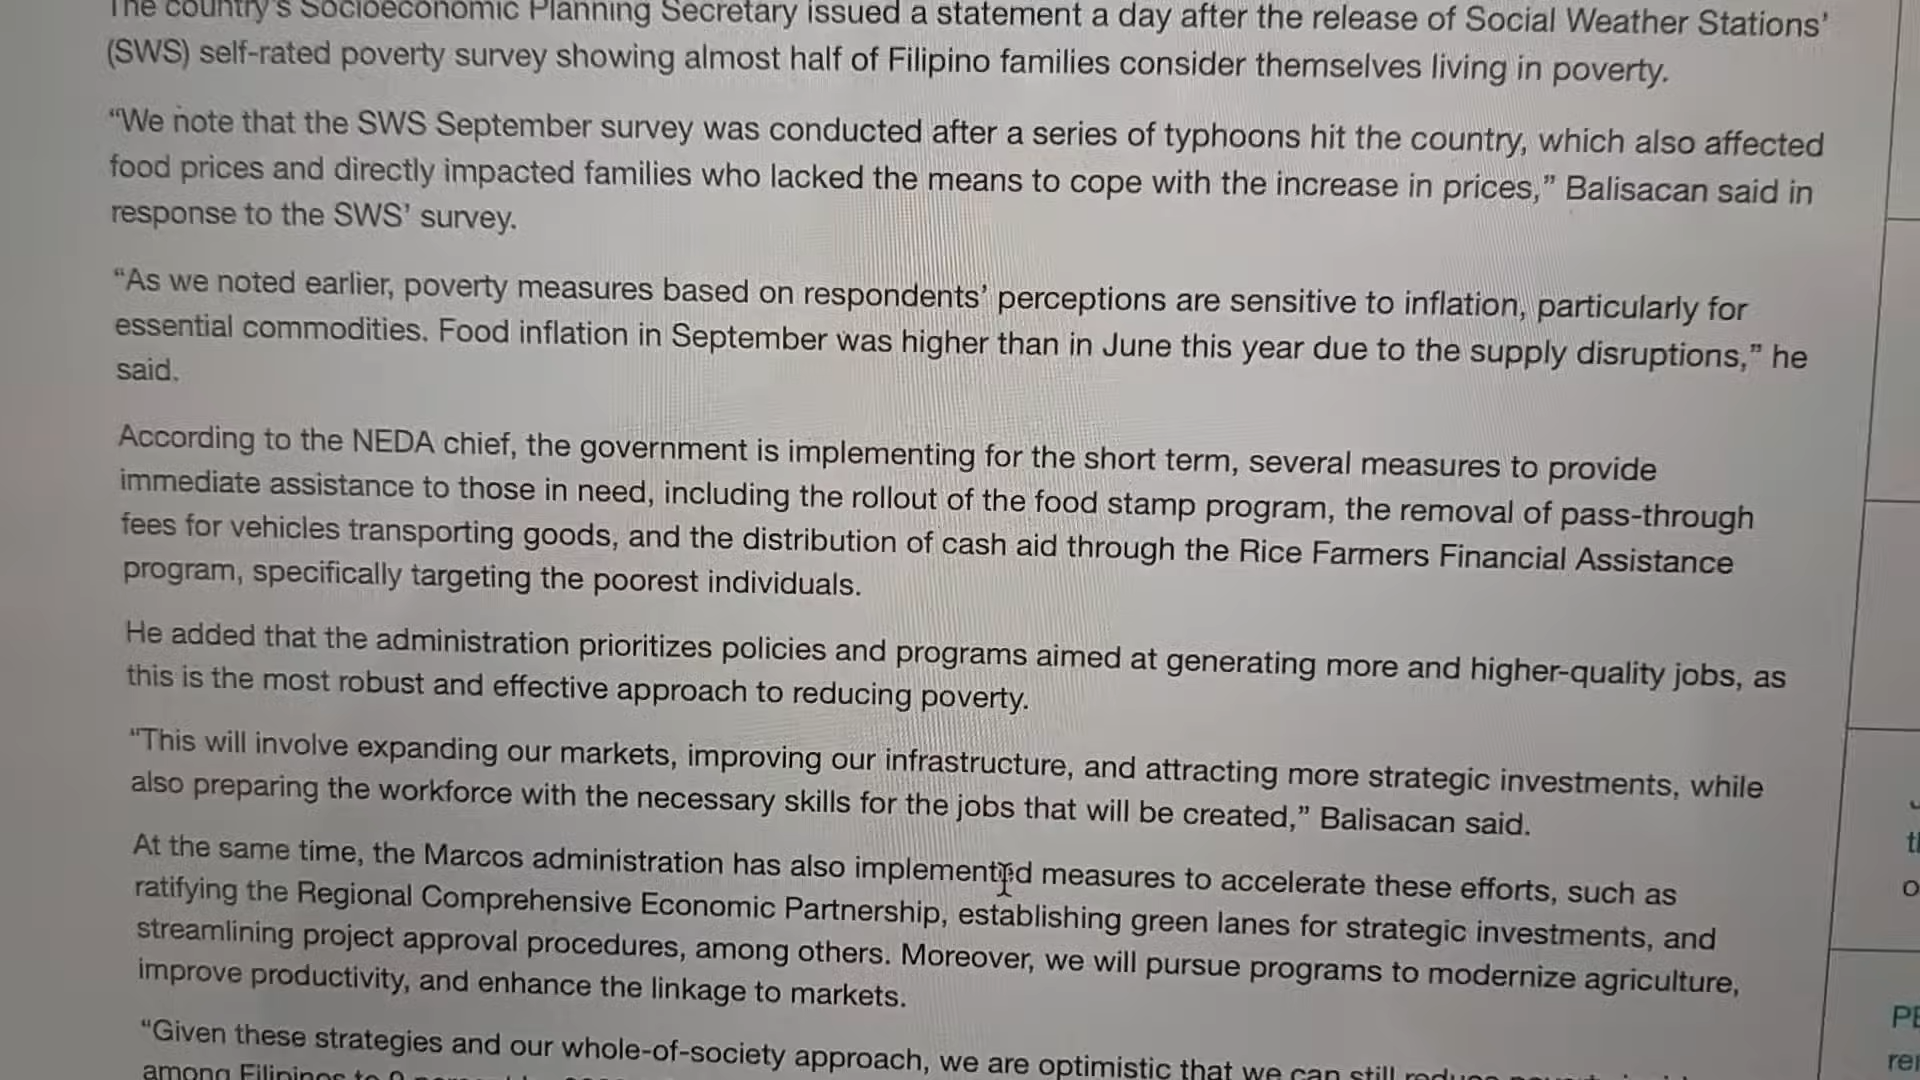 The country's Socioeconomic Planning Secretary issued a statement a day after the release of Social Weather Stations'
(SWS) self-rated poverty survey showing almost half of Filipino families consider themselves living in poverty.
“We note that the SWS September survey was conducted after a series of typhoons hit the country, which also affected
food prices and directly impacted families who lacked the means to cope with the increase in prices,” Balisacan said in
response to the SWS’ survey.
“As we noted earlier, poverty measures based on respondents’ perceptions are sensitive to inflation, particularly for
essential commodities. Food inflation in September was higher than in June this year due to the supply disruptions,” he
said.
According to the NEDA chief, the government is implementing for the short term, several measures to provide
immediate assistance to those in need, including the rollout of the food stamp program, the removal of pass-through
fees for vehicles transporting goods, and the distribution of cash aid through the Rice Farmers Financial Assistance
program, specifically targeting the poorest individuals.
He added that the administration prioritizes policies and programs aimed at generating more and higher-quality jobs, as
this is the most robust and effective approach to reducing poverty.
“This will involve expanding our markets, improving our infrastructure, and attracting more strategic investments, while
also preparing the workforce with the necessary skills for the jobs that will be created,” Balisacan said.
At the same time, the Marcos administration has also implemented measures to accelerate these efforts, such as
ratifying the Regional Comprehensive Economic Partnership, establishing green lanes for strategic investments, and
streamlining project approval procedures, among others. Moreover, we will pursue programs to modernize agriculture,
improve productivity, and enhance the linkage to markets.
“Given these strategies and our whole-of-society approach, we are optimistic that we can still reduce
among Filipinos to 9